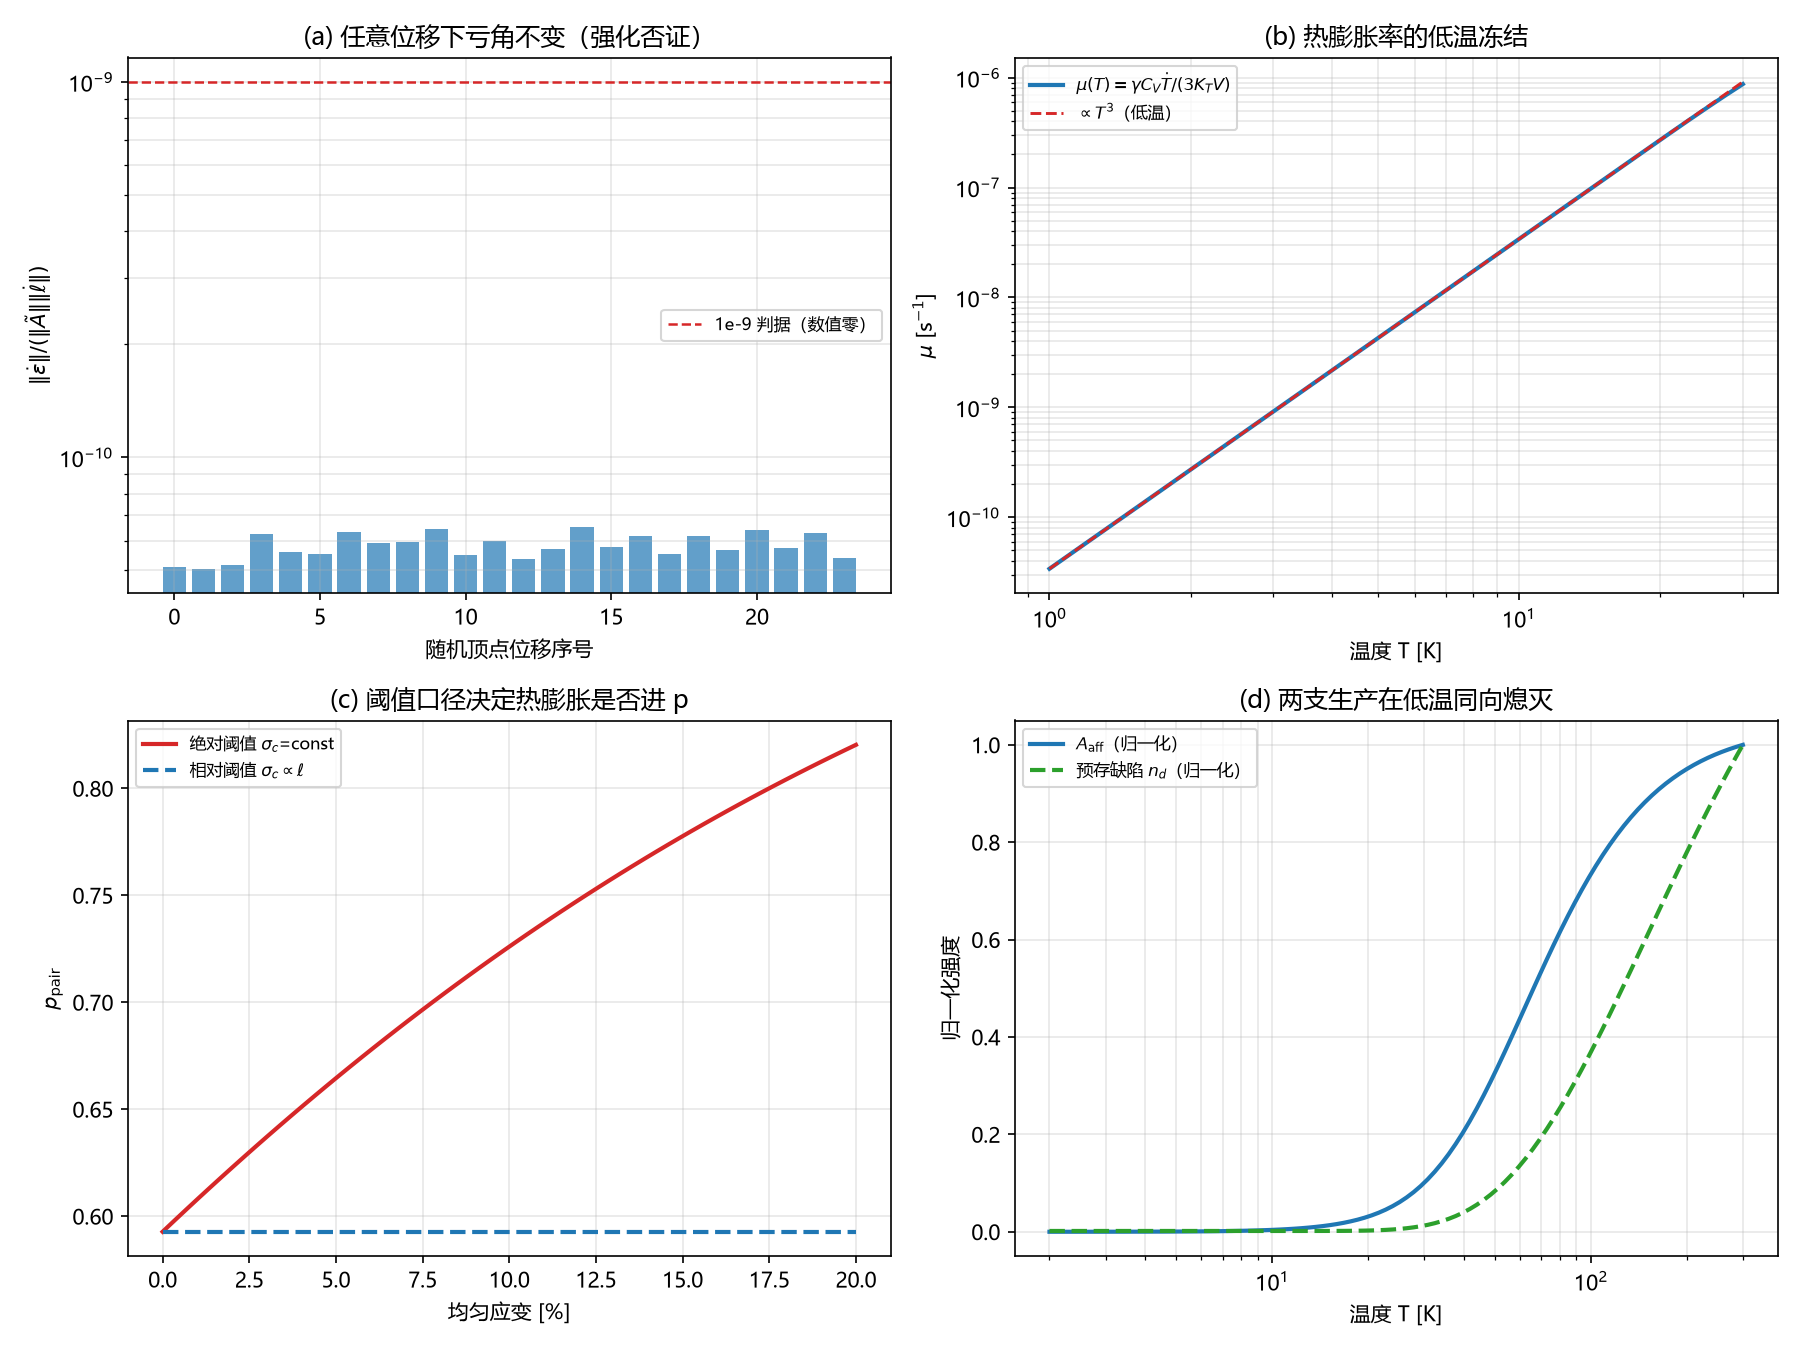 (a) 任意位移下亏角不变（强化否证）
10⁻⁹
10⁻¹⁰
‖ε̇‖/(‖Ã‖‖ℓ̇‖)
1e-9 判据（数值零）
0 5 10 15 20
随机顶点位移序号
(b) 热膨胀率的低温冻结
μ(T) = γC_VṪ/(3K_TV)
∝T³（低温）
10⁻⁶
10⁻⁷
10⁻⁸
10⁻⁹
10⁻¹⁰
μ [s⁻¹]
10⁰ 10¹
温度 T [K]
(c) 阈值口径决定热膨胀是否进 p
绝对阈值 σ_c=const
相对阈值 σ_c∝ℓ
0.80
0.75
0.70
0.65
0.60
p_pair
0.0 2.5 5.0 7.5 10.0 12.5 15.0 17.5 20.0
均匀应变 [%]
(d) 两支生产在低温同向熄灭
A_aff（归一化）
预存缺陷 n_d（归一化）
1.0
0.8
0.6
0.4
0.2
0.0
归一化强度
10¹ 10²
温度 T [K]